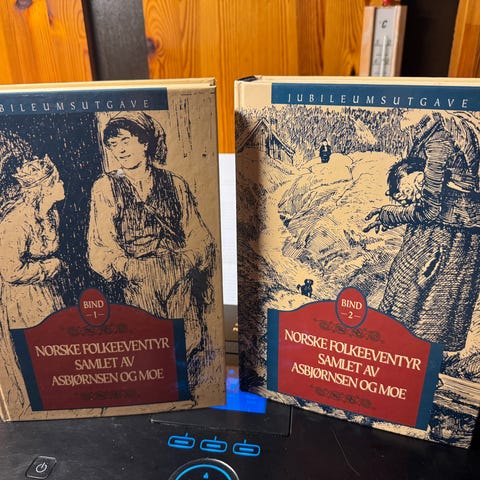 BILEUMSUTGAVE
BIND
—1—
NORSKE FOLKEEVENTYR
SAMLET AV
ASBJØRNSEN OG MOE
JUBILEUMSUTGAVE
BIND
—2—
NORSKE FOLKEEVENTYR
SAMLET AV
ASBJØRNSEN OG MOE
°C